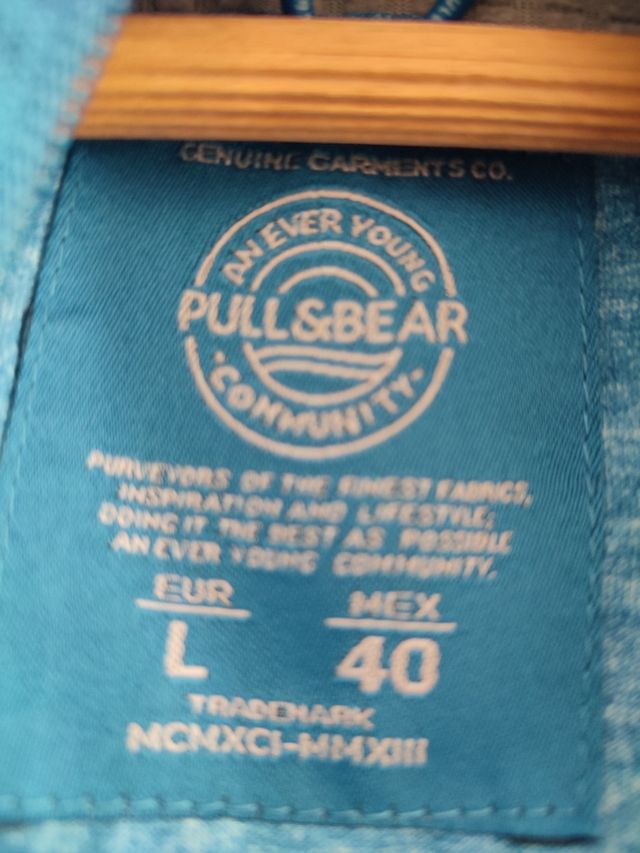 GENUINE GARMENTS CO.
AN EVER YOUNG
PULL&BEAR
·COMMUNITY·
PURVEYORS OF THE FINEST FABRICS,
INSPIRATION AND LIFESTYLE;
DOING IT THE BEST AS POSSIBLE
AN EVER YOUNG COMMUNITY.
EUR MEX
L 40
TRADEMARK
MCMXCI-MMXIII